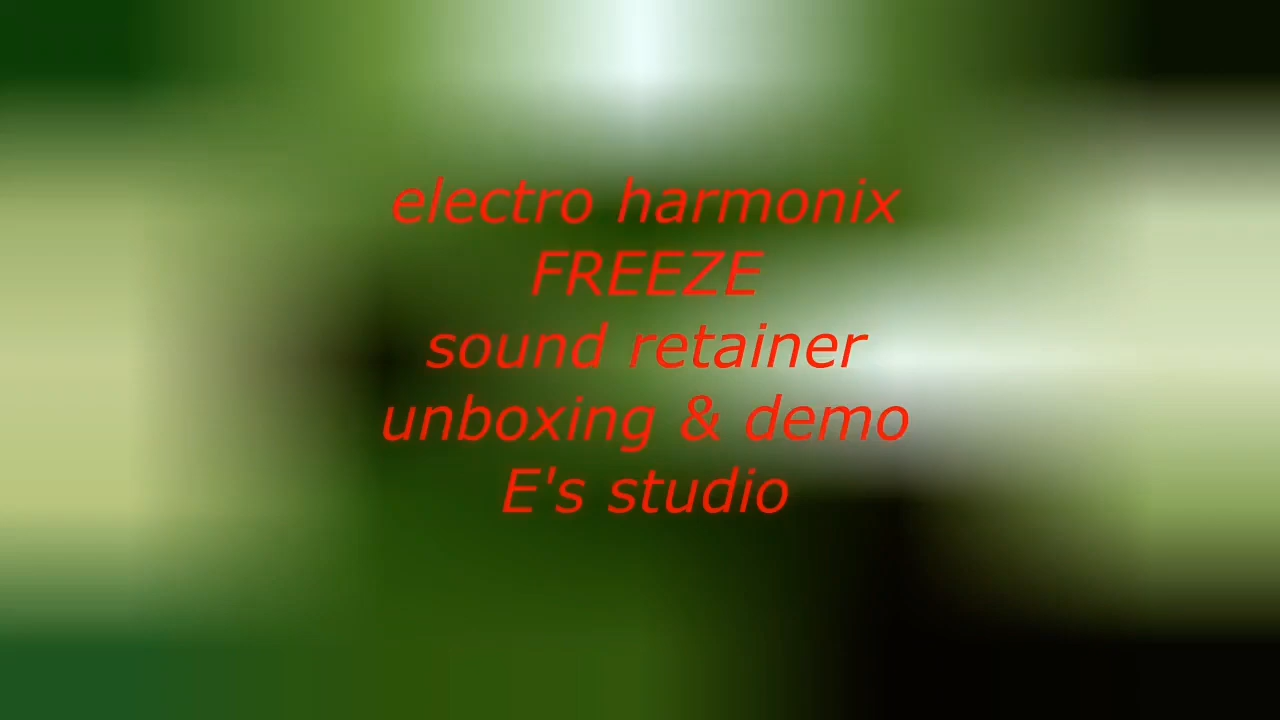 electro harmonix
FREEZE
sound retainer
unboxing & demo
E's studio